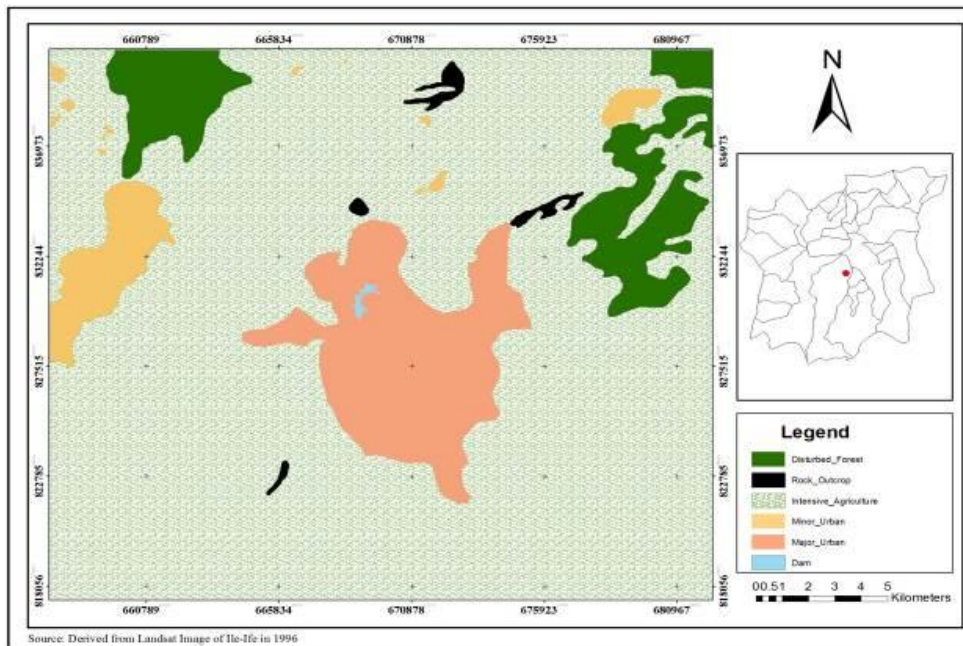 660789 665834 670878 675923 680967
N
836973 836973
832244 832244
827515 827515
822785 822785
818056 818056
660789 665834 670878 675923 680967
Legend
Disturbed_Forest
Rock_Outcrop
Intensive_Agriculture
Minor_Urban
Major_Urban
Dam
00.51 2 3 4 5
Kilometers
Source: Derived from Landsat Image of Ile-Ife in 1996